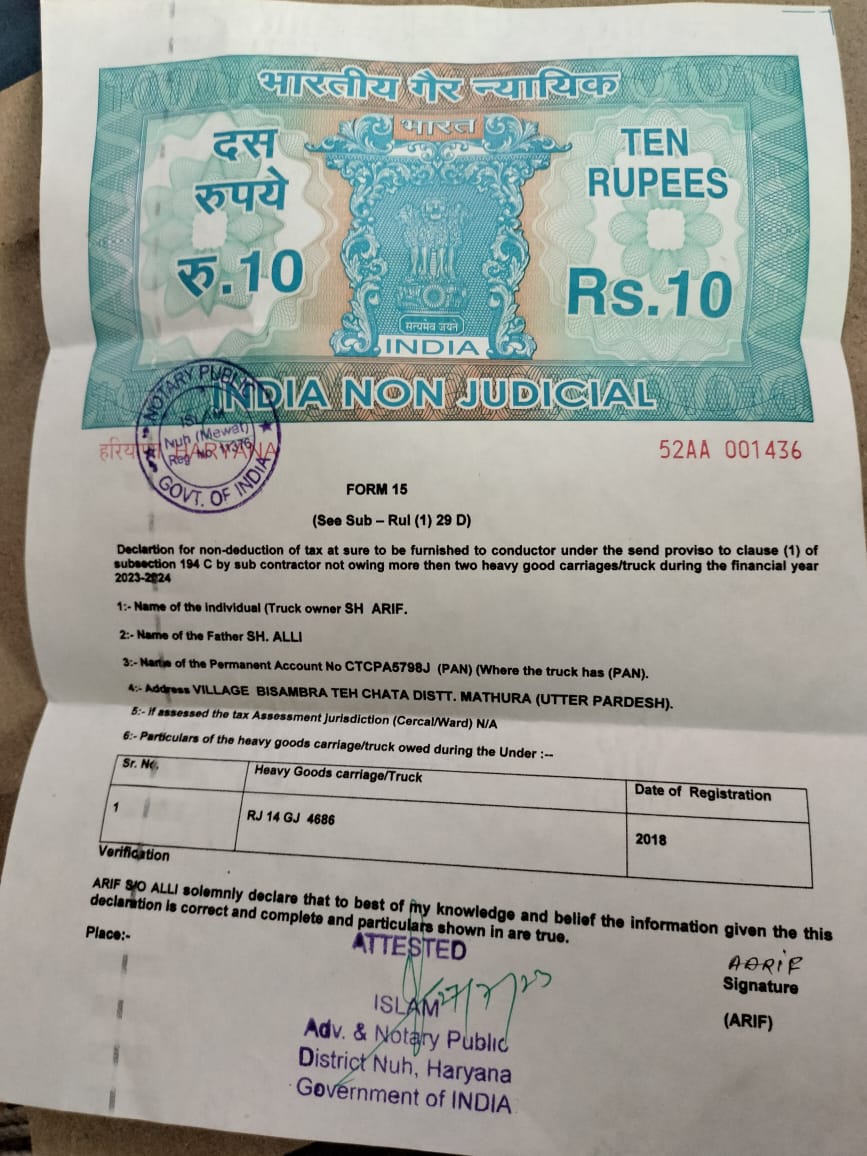 भारतीय गैर न्यायिक
भारत
दस
रुपये
रु.10
TEN
RUPEES
Rs.10
सत्यमेव जयते
INDIA
INDIA NON JUDICIAL
NOTARY PUBLIC
ISLAM
Nuh (Mewat)
Reg No. 11376
GOVT. OF INDIA
हरियाणा HARYANA
52AA 001436
FORM 15
(See Sub – Rul (1) 29 D)
Declartion for non-deduction of tax at sure to be furnished to conductor under the send proviso to clause (1) of
subsection 194 C by sub contractor not owing more then two heavy good carriages/truck during the financial year
2023-2024
1:- Name of the individual (Truck owner SH ARIF.
2:- Name of the Father SH. ALLI
3:- Name of the Permanent Account No CTCPA5798J (PAN) (Where the truck has (PAN).
4:- Address VILLAGE BISAMBRA TEH CHATA DISTT. MATHURA (UTTER PARDESH).
5:- if assessed the tax Assessment Jurisdiction (Cercal/Ward) N/A
6:- Particulars of the heavy goods carriage/truck owed during the Under :--
Sr. No. Heavy Goods carriage/Truck Date of Registration
1 RJ 14 GJ 4686 2018
Verification
ARIF S/O ALLI solemnly declare that to best of my knowledge and belief the information given the this
declaration is correct and complete and particulars shown in are true.
Place:-
ATTESTED
27/7/23
ISLAM
Adv. & Notary Public
District Nuh, Haryana
Government of INDIA
AARIF
Signature
(ARIF)